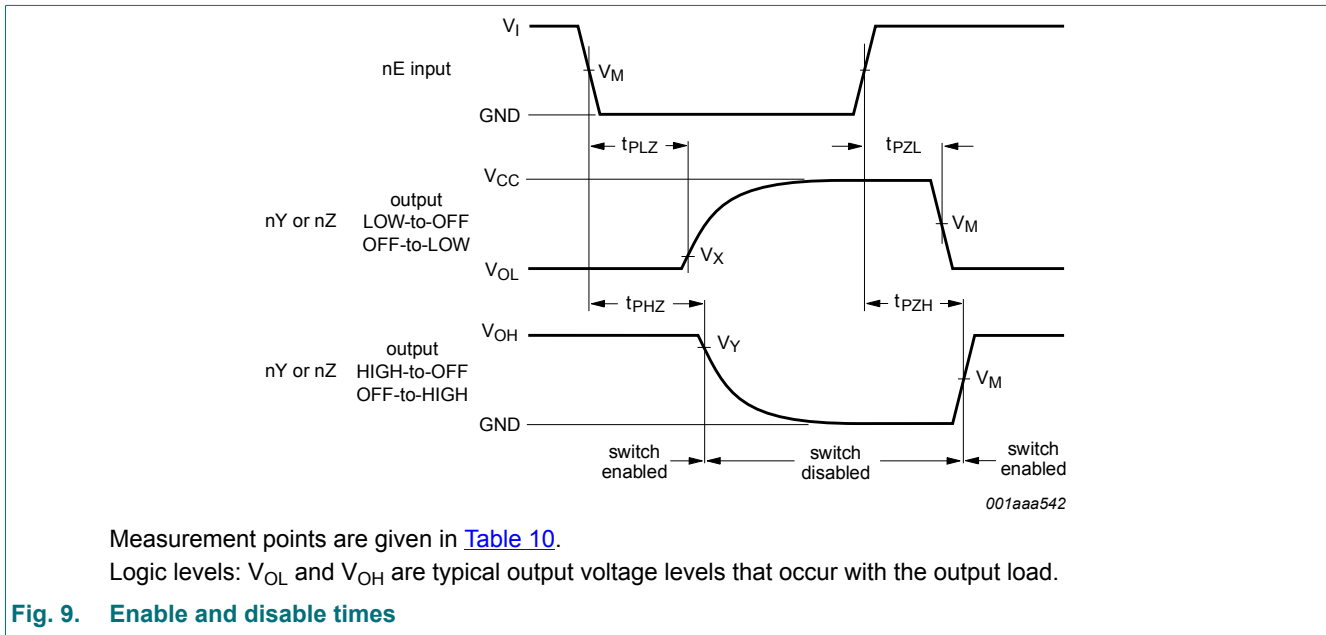 V_I
nE input
V_M
GND
t_PLZ
t_PZL
V_CC
output
nY or nZ LOW-to-OFF
OFF-to-LOW
V_M
V_X
V_OL
t_PHZ
t_PZH
V_OH
V_Y
output
nY or nZ HIGH-to-OFF
OFF-to-HIGH
V_M
GND
switch
enabled
switch
disabled
switch
enabled
001aaa542
Measurement points are given in Table 10.
Logic levels: V_OL and V_OH are typical output voltage levels that occur with the output load.
Fig. 9. Enable and disable times